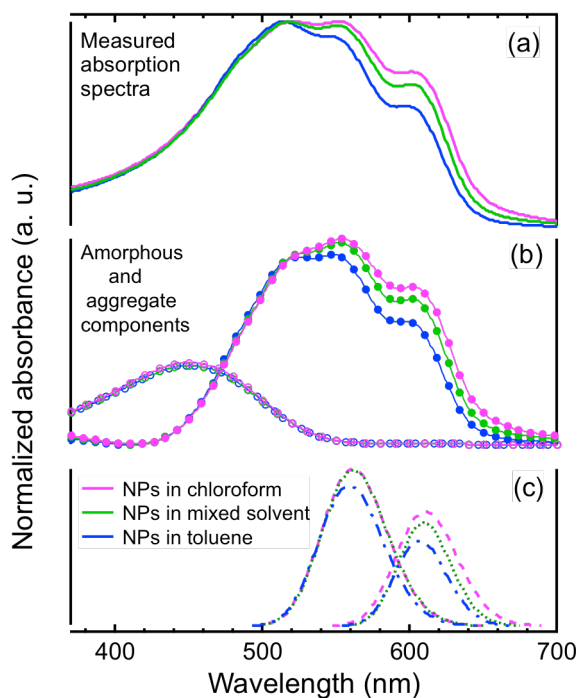 Measured
absorption
spectra
(a)
Normalized absorbance (a. u.)
Amorphous
and
aggregate
components
(b)
(c)
NPs in chloroform
NPs in mixed solvent
NPs in toluene
400 500 600 700
Wavelength (nm)